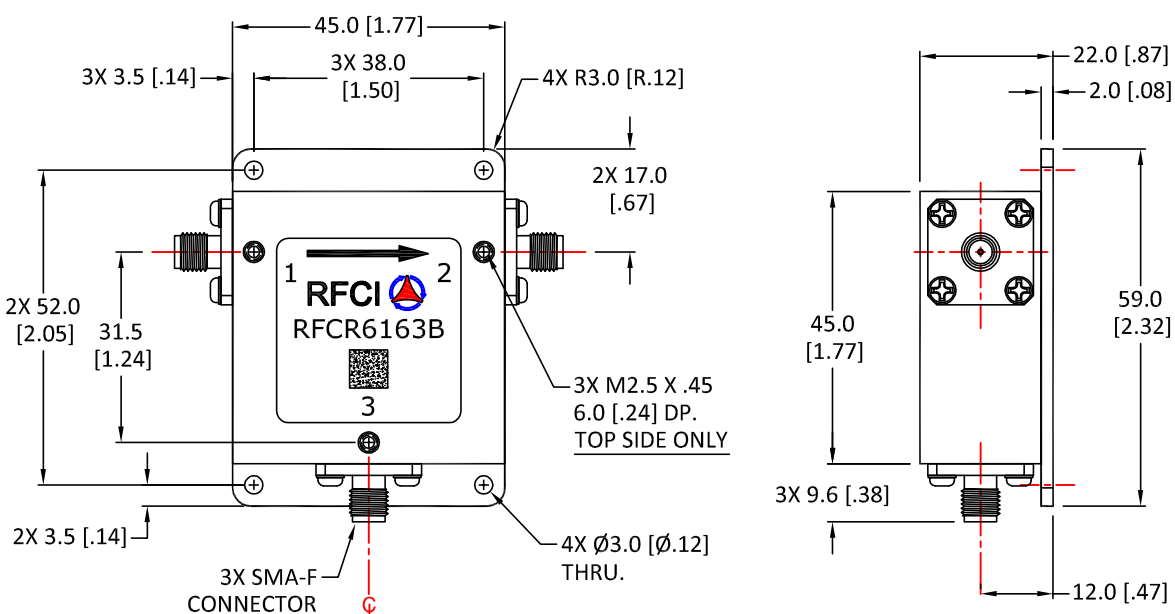 45.0 [1.77]
3X 38.0
[1.50]
3X 3.5 [.14]
4X R3.0 [R.12]
2X 17.0
[.67]
2X 52.0
[2.05]
31.5
[1.24]
1
2
RFCI
RFCR6163B
3
3X M2.5 X .45
6.0 [.24] DP.
TOP SIDE ONLY
2X 3.5 [.14]
3X SMA-F
CONNECTOR
4X Ø3.0 [Ø.12]
THRU.
22.0 [.87]
2.0 [.08]
45.0
[1.77]
59.0
[2.32]
3X 9.6 [.38]
12.0 [.47]